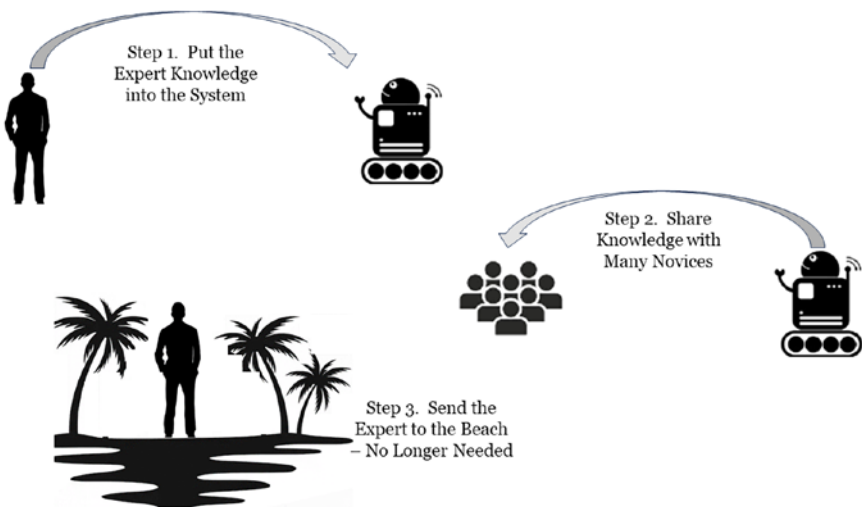 Step 1.  Put the
Expert Knowledge
into the System
Step 2.  Share
Knowledge with
Many Novices
Step 3.  Send the
Expert to the Beach
– No Longer Needed